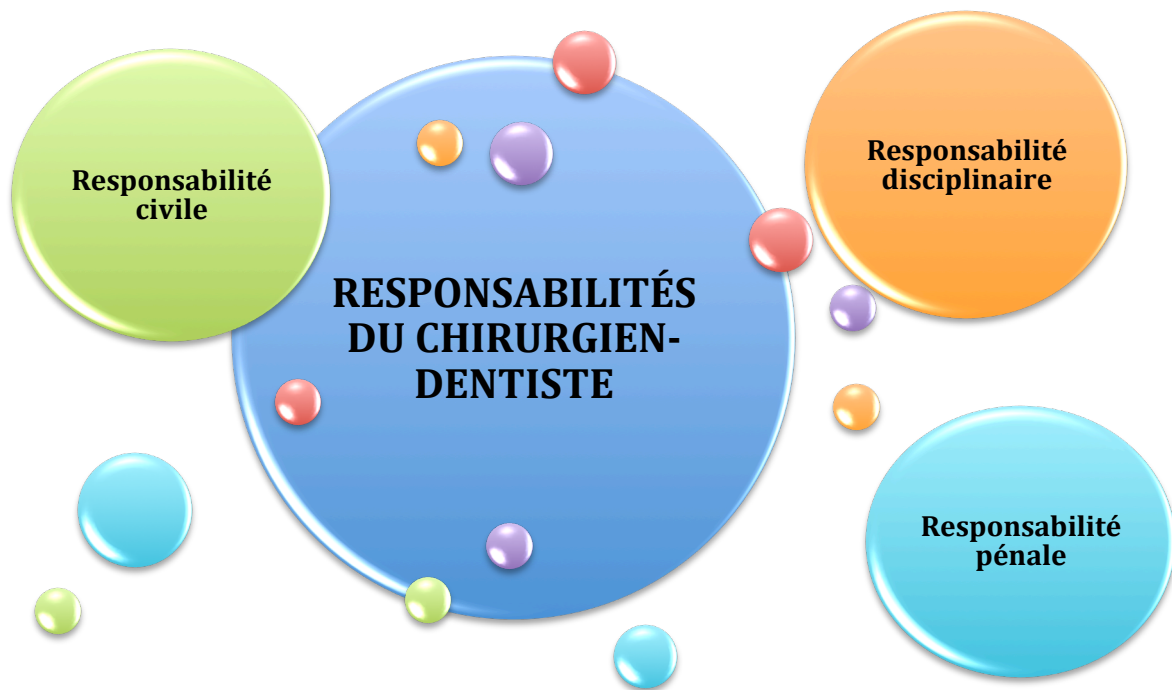 Responsabilité
civile
Responsabilité
disciplinaire
RESPONSABILITÉS
DU CHIRURGIEN-
DENTISTE
Responsabilité
pénale